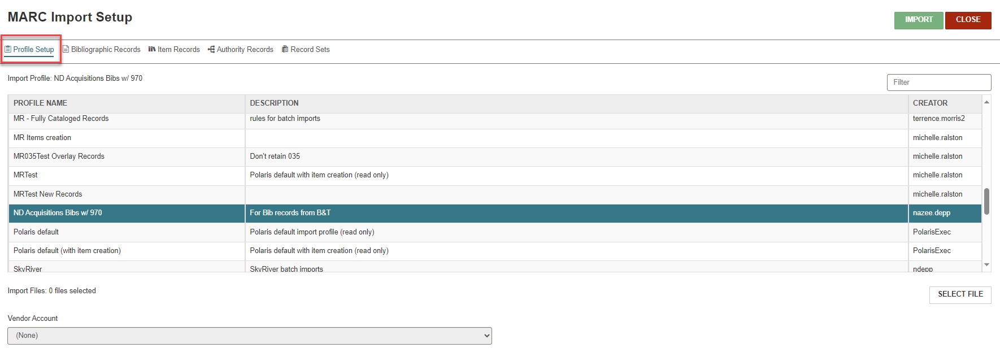 MARC Import Setup
IMPORT CLOSE
Profile Setup Bibliographic Records Item Records Authority Records Record Sets
Import Profile: ND Acquisitions Bibs w/ 970
Filter
PROFILE NAME DESCRIPTION CREATOR
MR - Fully Cataloged Records rules for batch imports terrence.morris2
MR Items creation michelle.ralston
MR035Test Overlay Records Don't retain 035 michelle.ralston
MRTest Polaris default with item creation (read only) michelle.ralston
MRTest New Records michelle.ralston
ND Acquisitions Bibs w/ 970 For Bib records from B&T nazee.depp
Polaris default Polaris default import profile (read only) PolarisExec
Polaris default (with item creation) Polaris default with item creation (read only) PolarisExec
SkyRiver SkyRiver batch imports ndepp
Import Files: 0 files selected
SELECT FILE
Vendor Account
(None)